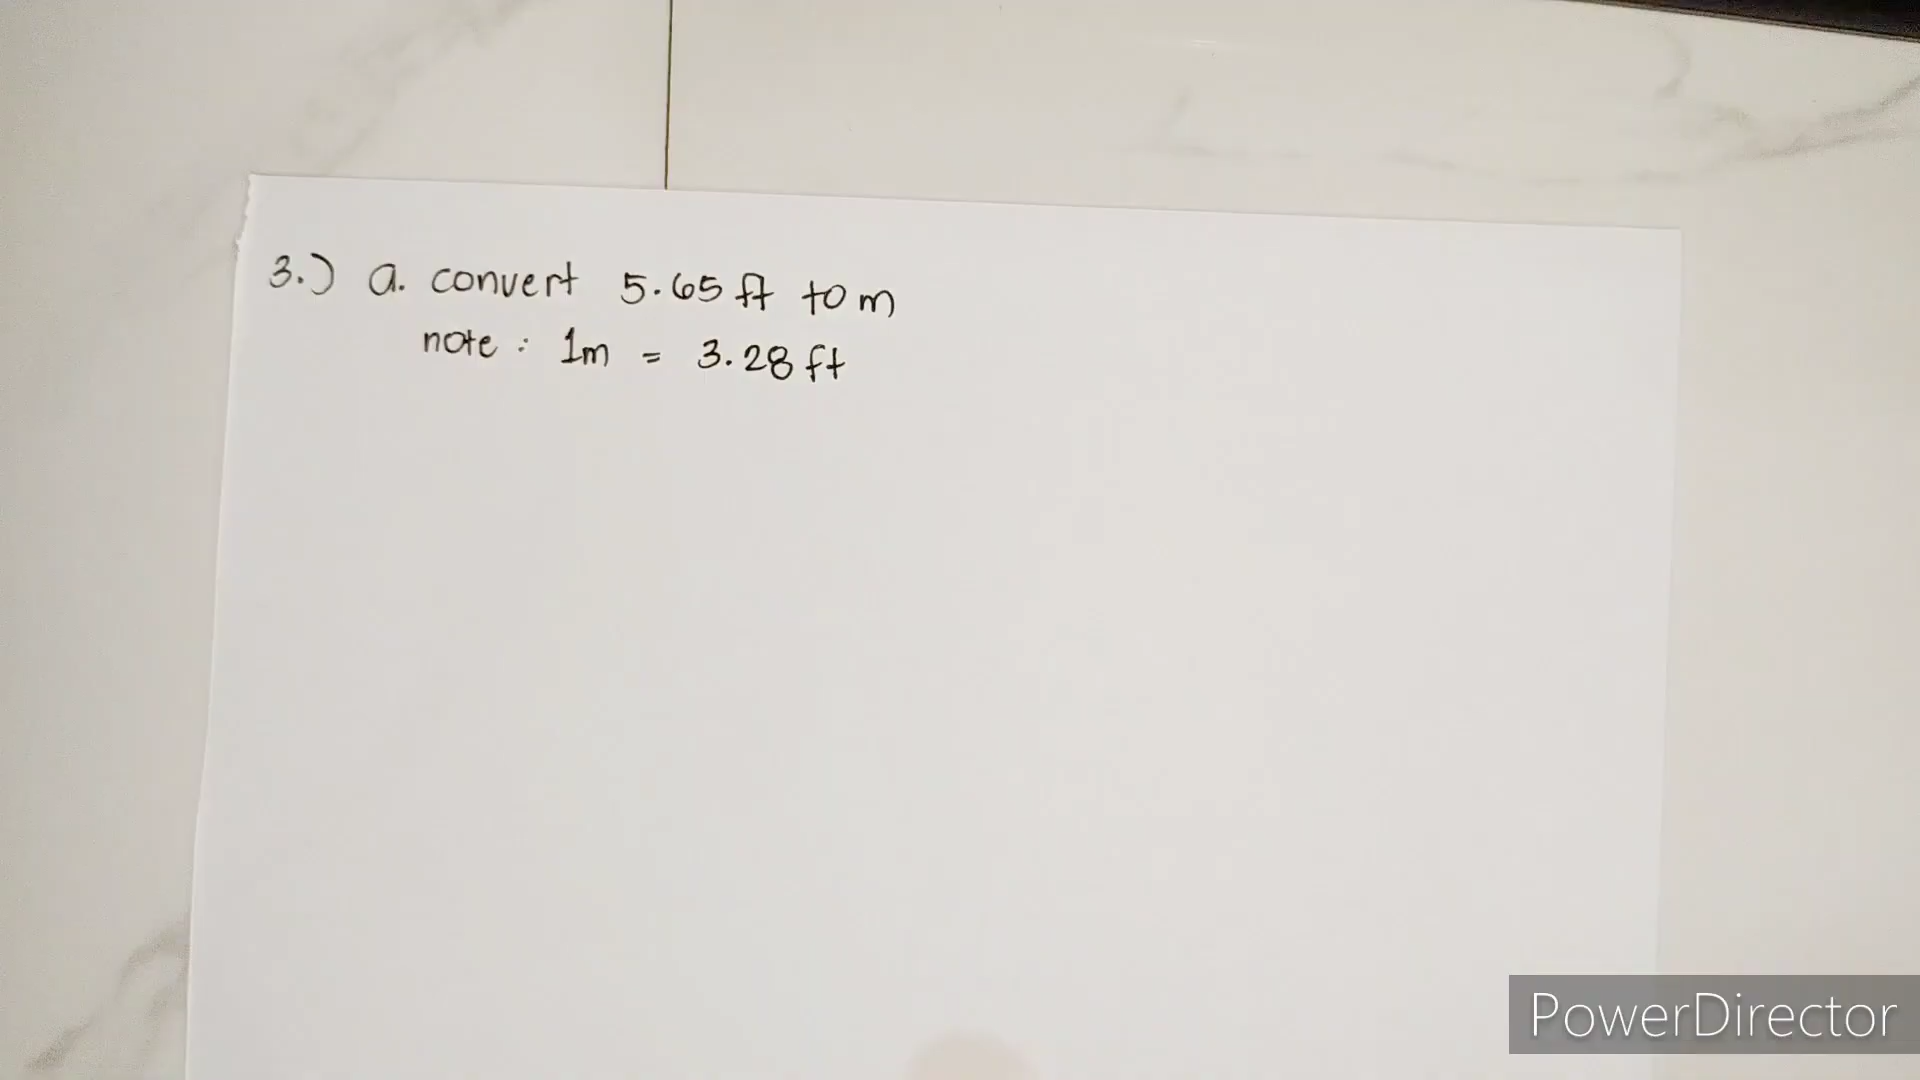 3.) a. convert 5.65 ft to m
note : 1m = 3.28 ft
PowerDirector